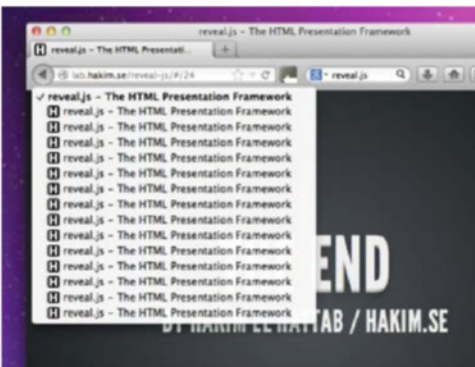 reveal.js - The HTML Presentation Framework
reveal.js - The HTML Presentati...
lab.hakim.se/reveal-js/#/24
reveal.js
✓ reveal.js - The HTML Presentation Framework
reveal.js - The HTML Presentation Framework
reveal.js - The HTML Presentation Framework
reveal.js - The HTML Presentation Framework
reveal.js - The HTML Presentation Framework
reveal.js - The HTML Presentation Framework
reveal.js - The HTML Presentation Framework
reveal.js - The HTML Presentation Framework
reveal.js - The HTML Presentation Framework
reveal.js - The HTML Presentation Framework
reveal.js - The HTML Presentation Framework
reveal.js - The HTML Presentation Framework
reveal.js - The HTML Presentation Framework
reveal.js - The HTML Presentation Framework
reveal.js - The HTML Presentation Framework
END
BY HAKIM EL HATTAB / HAKIM.SE